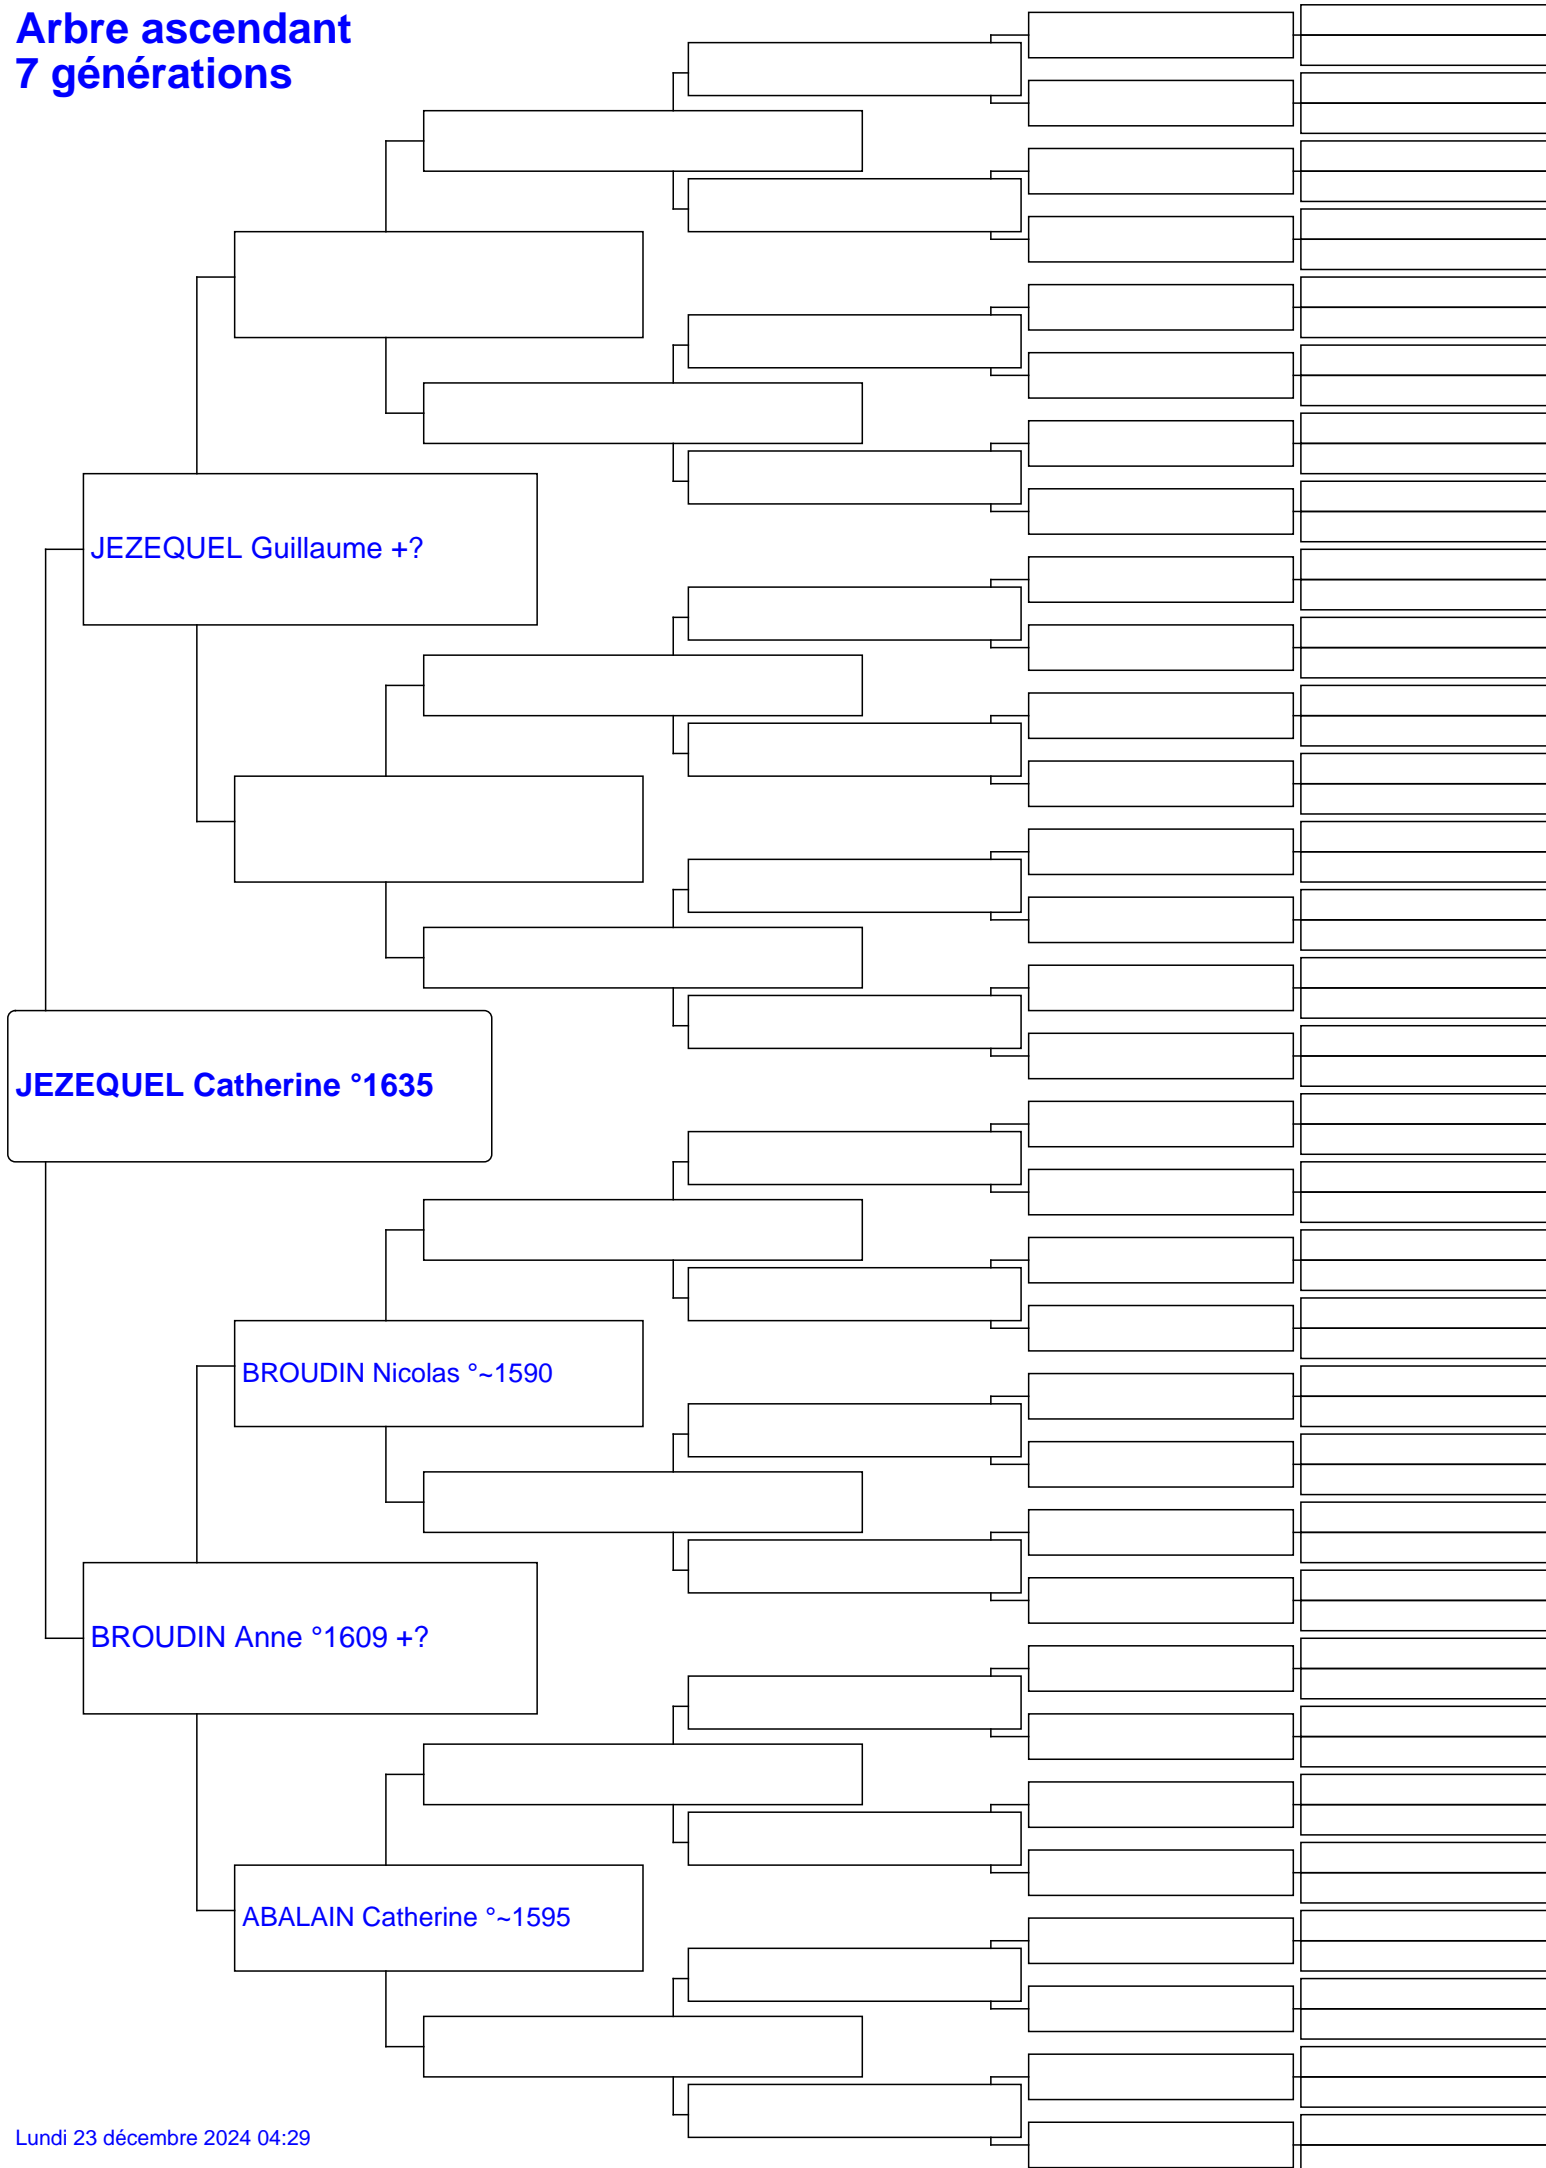 Arbre ascendant
7 générations
JEZEQUEL Guillaume +?
JEZEQUEL Catherine °1635
BROUDIN Nicolas °~1590
BROUDIN Anne °1609 +?
ABALAIN Catherine °~1595
Lundi 23 décembre 2024 04:29